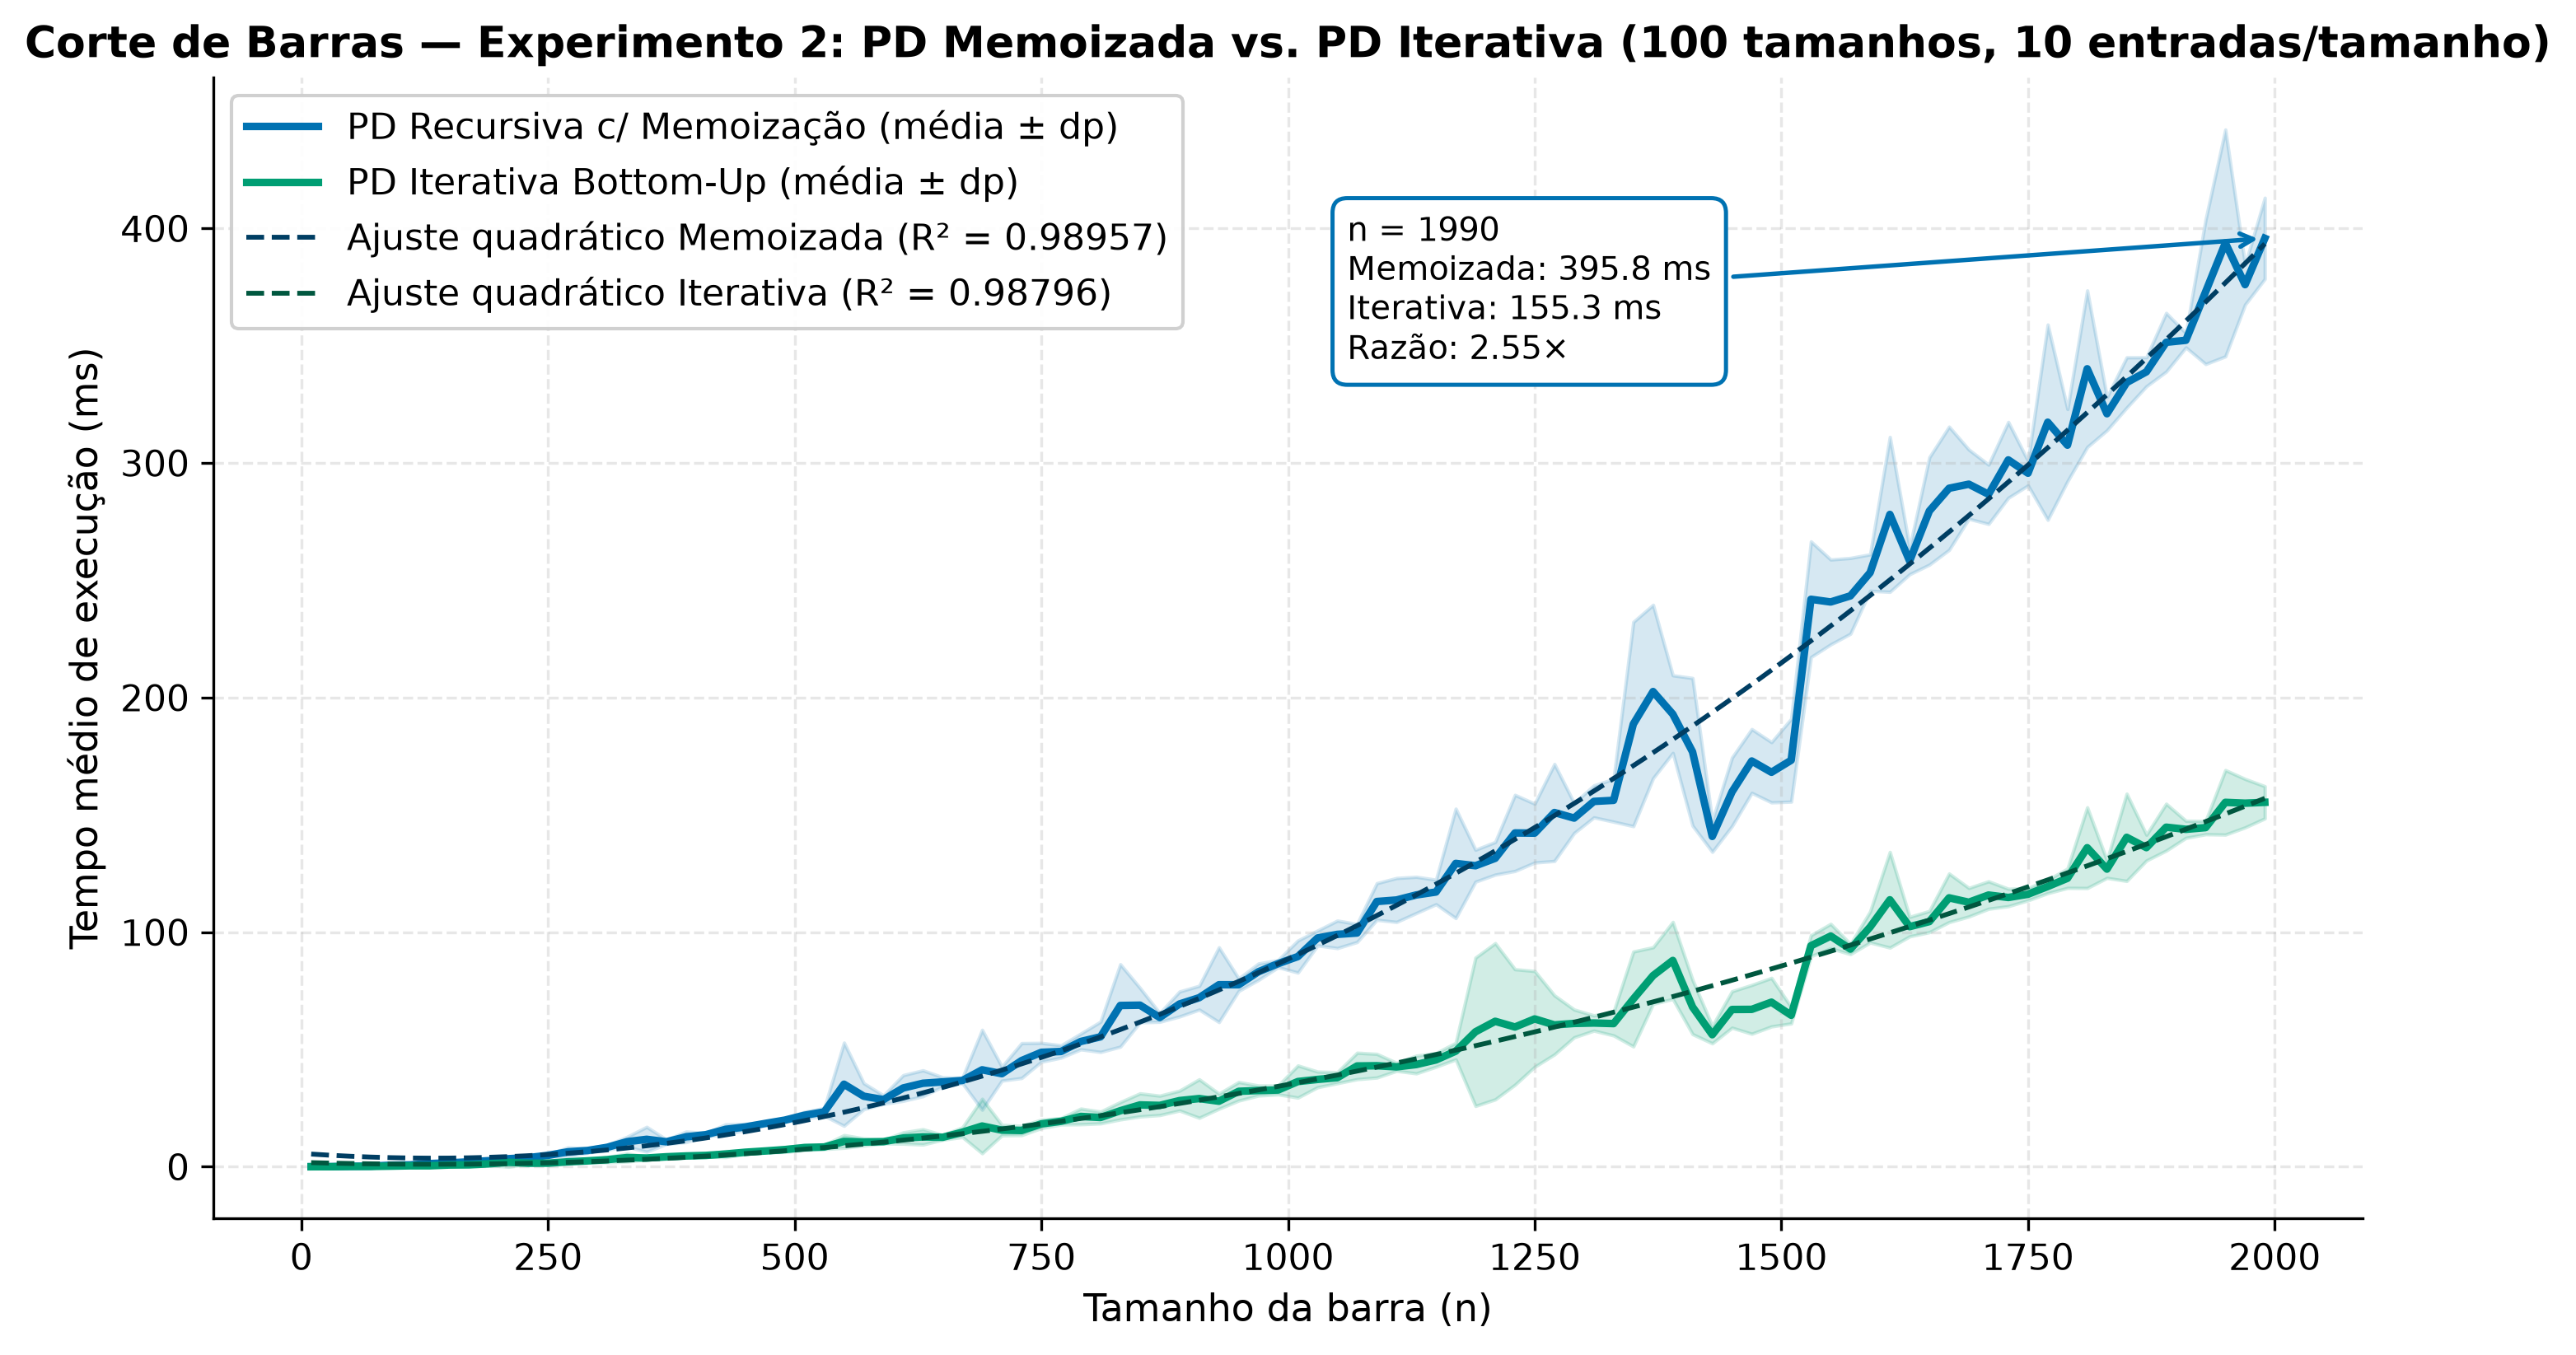 Corte de Barras — Experimento 2: PD Memoizada vs. PD Iterativa (100 tamanhos, 10 entradas/tamanho)
PD Recursiva c/ Memoização (média ± dp)
PD Iterativa Bottom-Up (média ± dp)
Ajuste quadrático Memoizada (R² = 0.98957)
Ajuste quadrático Iterativa (R² = 0.98796)
n = 1990
Memoizada: 395.8 ms
Iterativa: 155.3 ms
Razão: 2.55×
Tempo médio de execução (ms)
400
300
200
100
0
0 250 500 750 1000 1250 1500 1750 2000
Tamanho da barra (n)